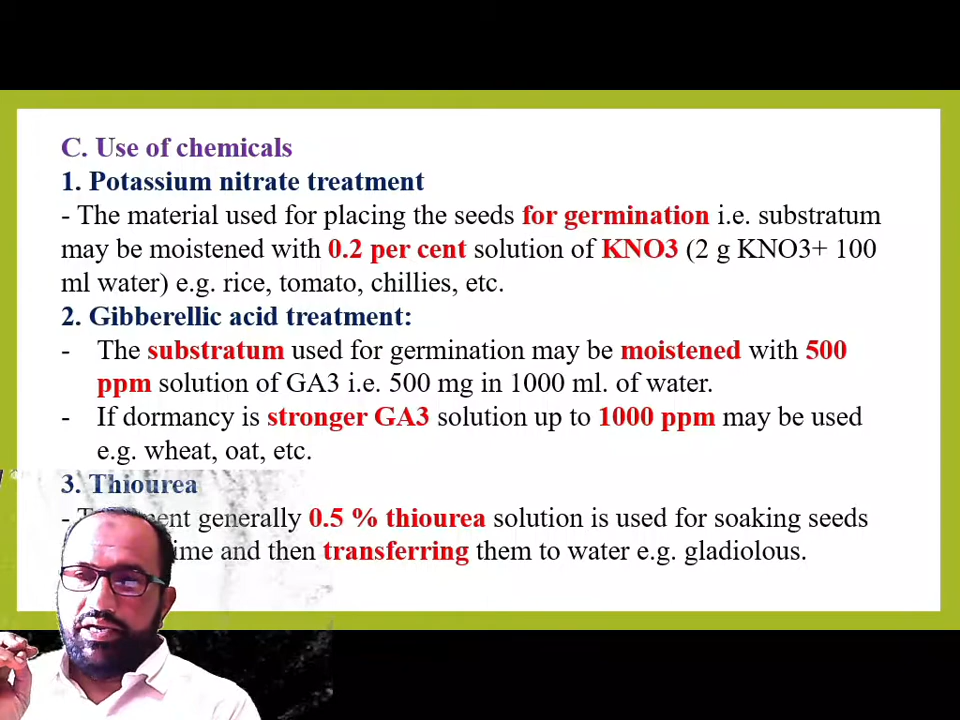 C. Use of chemicals
1. Potassium nitrate treatment
- The material used for placing the seeds for germination i.e. substratum
may be moistened with 0.2 per cent solution of KNO3 (2 g KNO3+ 100
ml water) e.g. rice, tomato, chillies, etc.
2. Gibberellic acid treatment:
- The substratum used for germination may be moistened with 500
ppm solution of GA3 i.e. 500 mg in 1000 ml. of water.
- If dormancy is stronger GA3 solution up to 1000 ppm may be used
e.g. wheat, oat, etc.
3. Thiourea
- generally 0.5 % thiourea solution is used for soaking seeds
and then transferring them to water e.g. gladiolous.